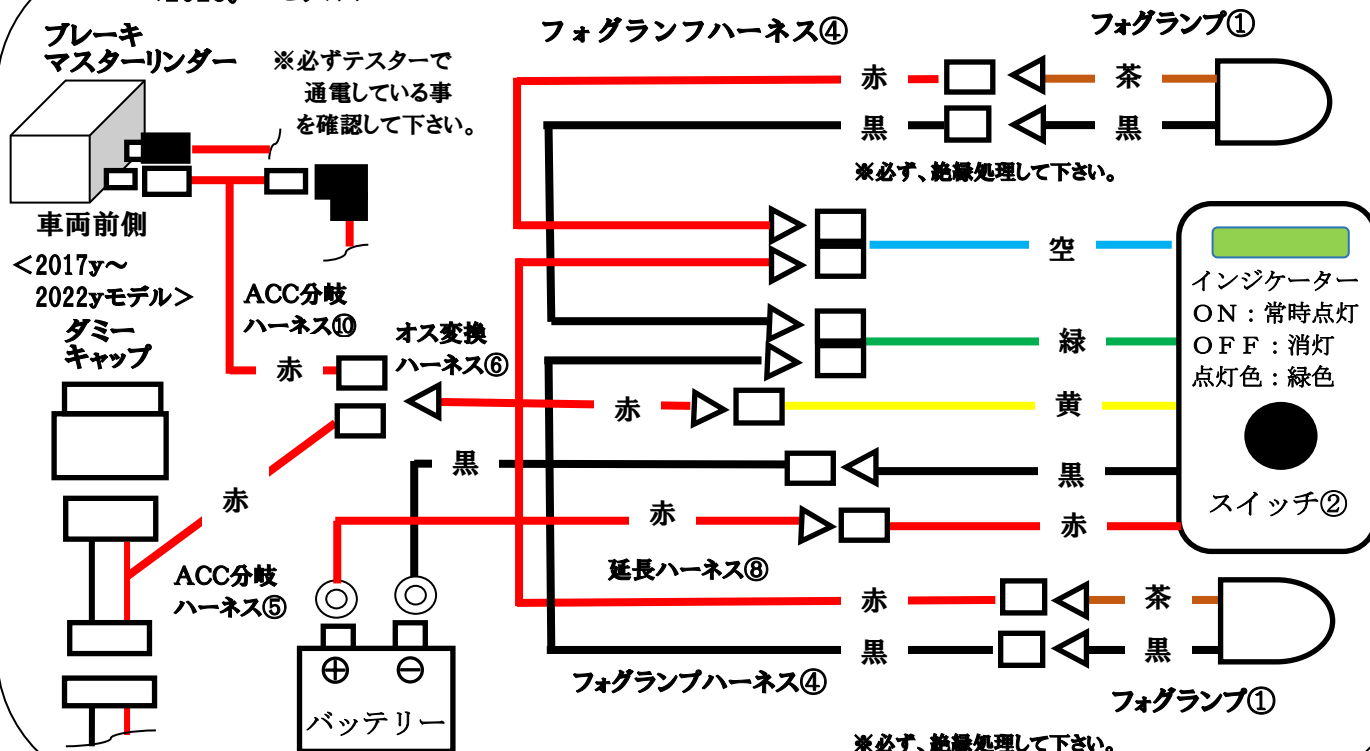 ブレーキ
マスターリンダー
※必ずテスターで
通電している事
を確認して下さい。
車両前側
<2017y~
2022yモデル>
ダミー
キャップ
ACC分岐
ハーネス⑩
赤
オス変換
ハーネス⑥
赤
黒
赤
赤
ACC分岐
ハーネス⑤
延長ハーネス⑧
⊕
⊖
バッテリー
フォグランフハーネス④
フォグランプ①
赤
茶
黒
黒
※必ず、絶縁処理して下さい。
空
緑
黄
黒
赤
インジケーター
ON:常時点灯
OFF:消灯
点灯色:緑色
スイッチ②
赤
茶
黒
黒
フォグランプハーネス④
フォグランプ①
※必ず、絶縁処理して下さい。